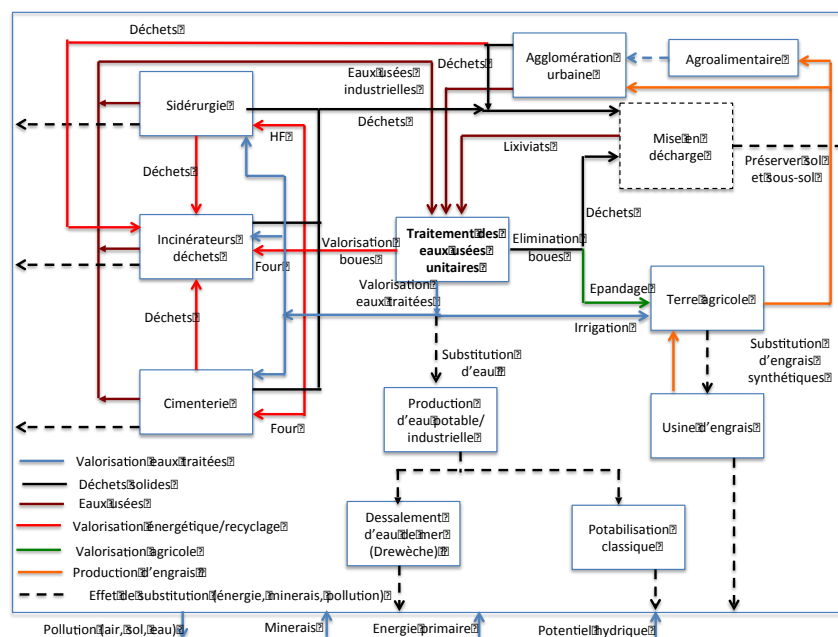 Déchets
Agglomération
urbaine
Agroalimentaire
Eaux usées
industrielles
Déchets
Sidérurgie
HF
Déchets
Mise en
décharge
Lixiviats
Préserver sol
et sous-sol
Déchets
Déchets
Incinérateurs
déchets
Four
Valorisation
boues
Traitement des
eaux usées
unitaires
Elimination
boues
Valorisation
eaux traitées
Epandage
Terre agricole
Irrigation
Déchets
Substitution
d'eau
Substitution
d'engrais
synthétiques
Cimenterie
Four
Production
d'eau potable/
industrielle
Usine d'engrais
Valorisation eaux traitées
Déchets solides
Eaux usées
Valorisation énergétique/recyclage
Valorisation agricole
Production d'engrais
Effet de substitution (énergie, minerais, pollution)
Dessalement
d'eau de mer
(Drewèche)
Potabilisation
classique
Pollution (air, sol, eau)
Minerais
Energie primaire
Potentiel hydrique